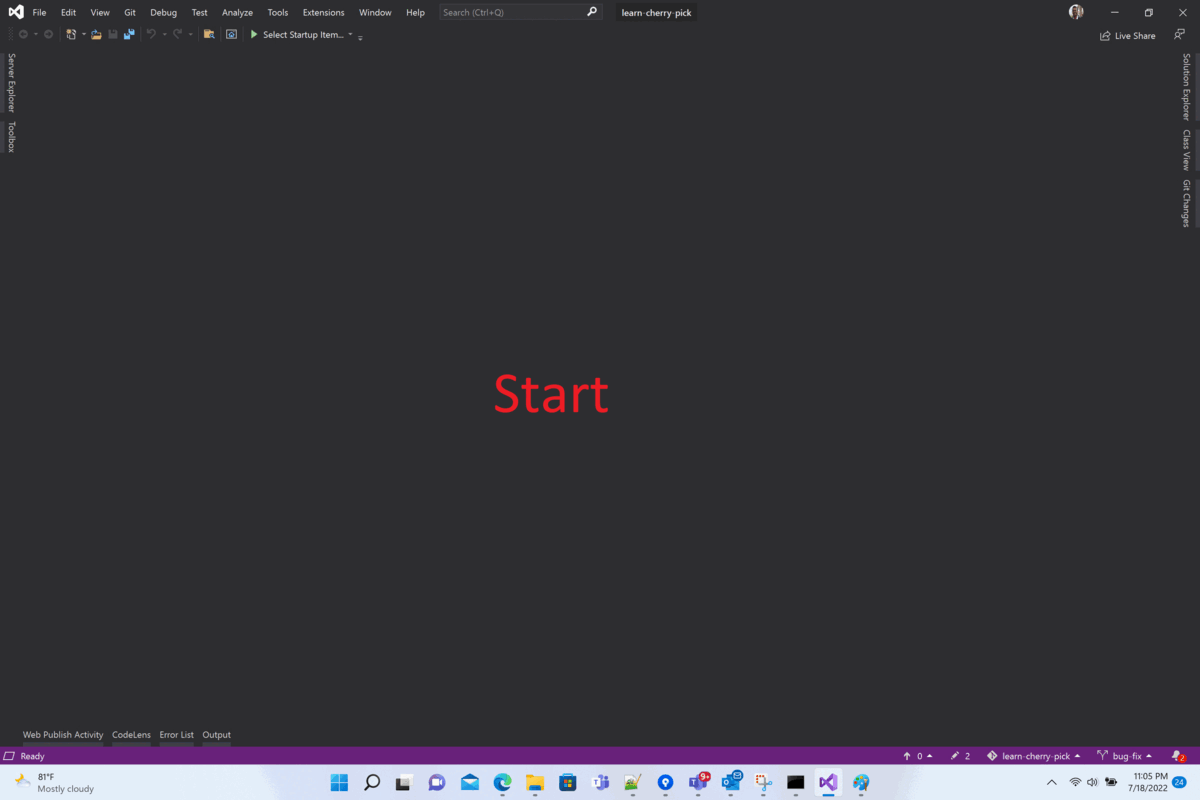 File Edit View Git Debug Test Analyze Tools Extensions Window Help Search (Ctrl+Q) learn-cherry-pick
Select Startup Item... Live Share
Server Explorer
Toolbox
Solution Explorer
Class View
Git Changes
Start
Web Publish Activity CodeLens Error List Output
Ready 0 2 learn-cherry-pick bug-fix 2
81°F
Mostly cloudy
9+
11:05 PM
7/18/2022
24